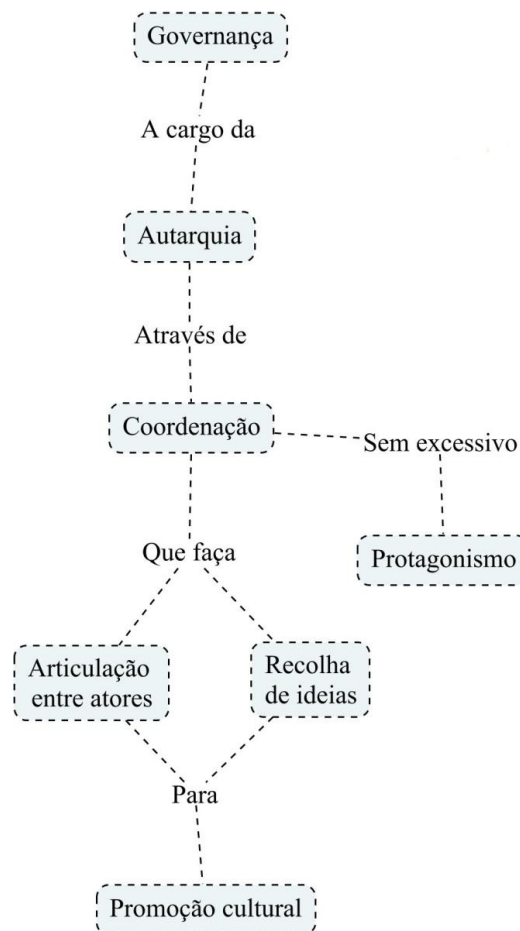 Governança
A cargo da
Autarquia
Através de
Coordenação
Sem excessivo
Protagonismo
Que faça
Articulação
entre atores
Recolha
de ideias
Para
Promoção cultural